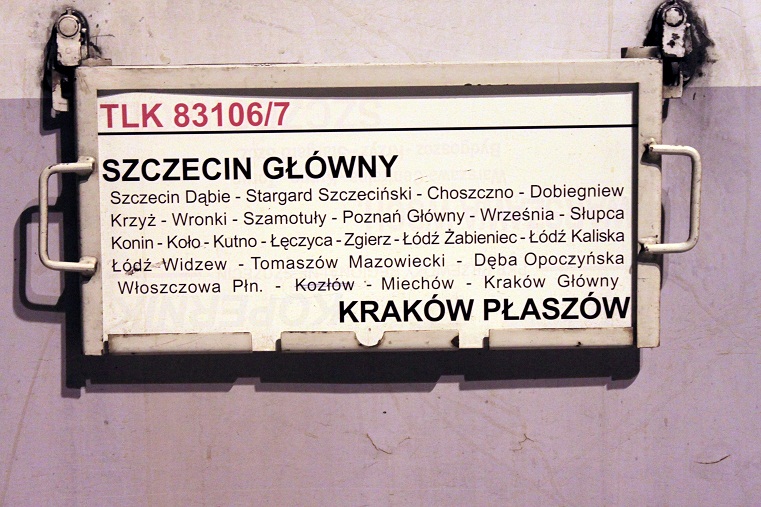 TLK 83106/7
SZCZECIN GŁÓWNY
Szczecin Dąbie - Stargard Szczeciński - Choszczno - Dobiegniew
Krzyż - Wronki - Szamotuły - Poznań Główny - Września - Słupca
Konin - Koło - Kutno - Łęczyca - Zgierz - Łódź Żabieniec - Łódź Kaliska
Łódź Widzew - Tomaszów Mazowiecki - Dęba Opoczyńska
Włoszczowa Płn. - Kozłów - Miechów - Kraków Główny
KRAKÓW PŁASZÓW